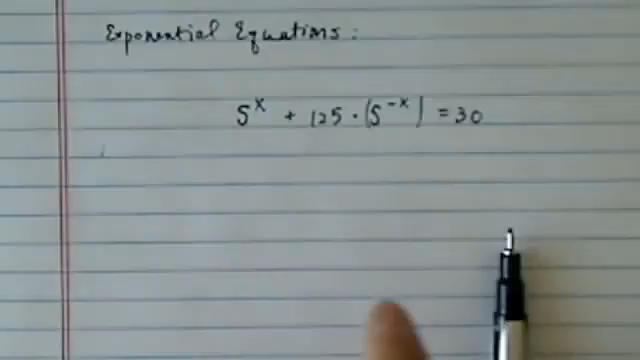 Exponential Equations:
5^x + 125 · (5^-x) = 30